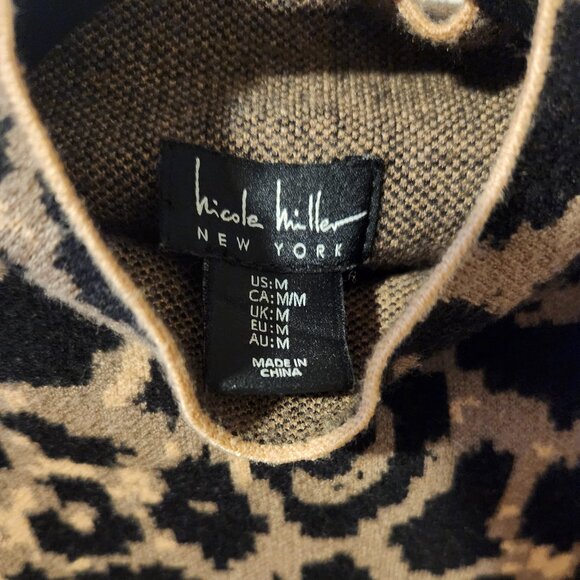 Nicole Miller
NEW YORK
US:M
CA:M/M
UK:M
EU:M
AU:M
MADE IN
CHINA